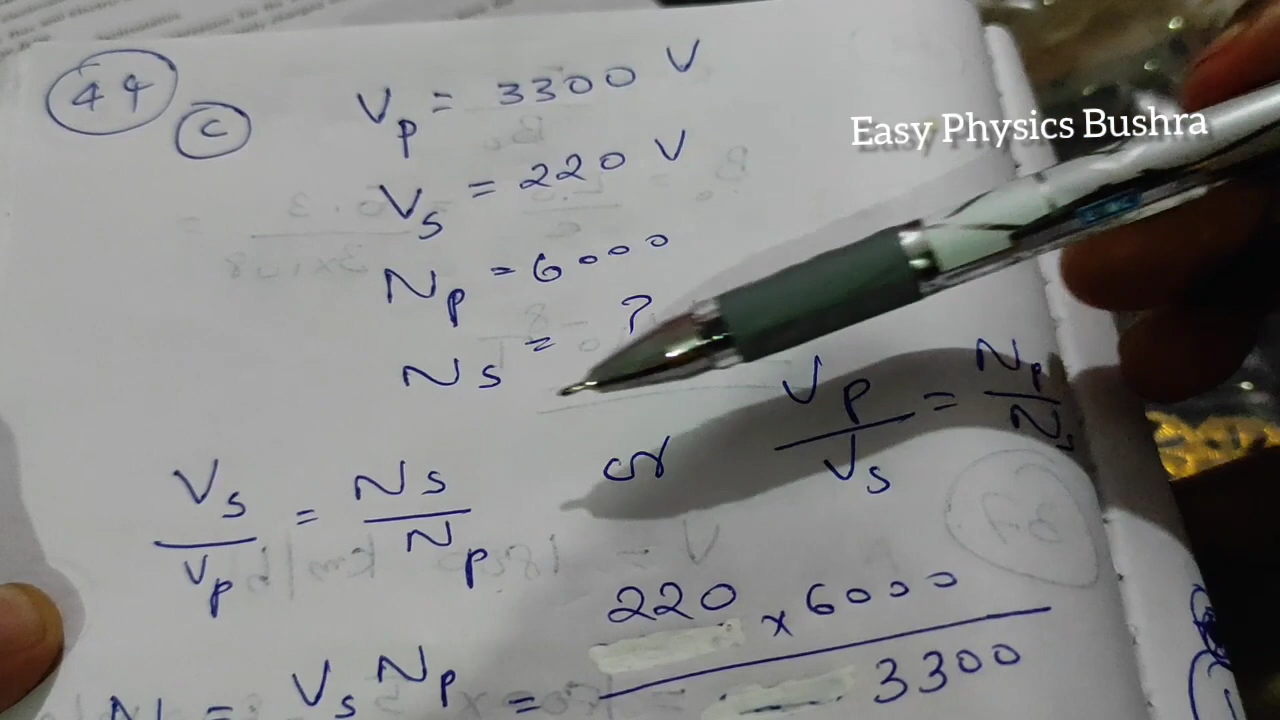 44
C
Vp = 3300 V
Easy Physics Bushra
Vs = 220 V
Np = 6000
Ns = ?
Vs/Vp = Ns/Np or Vp/Vs = Np/Ns
Vs Np = 220 x 6000 / 3300